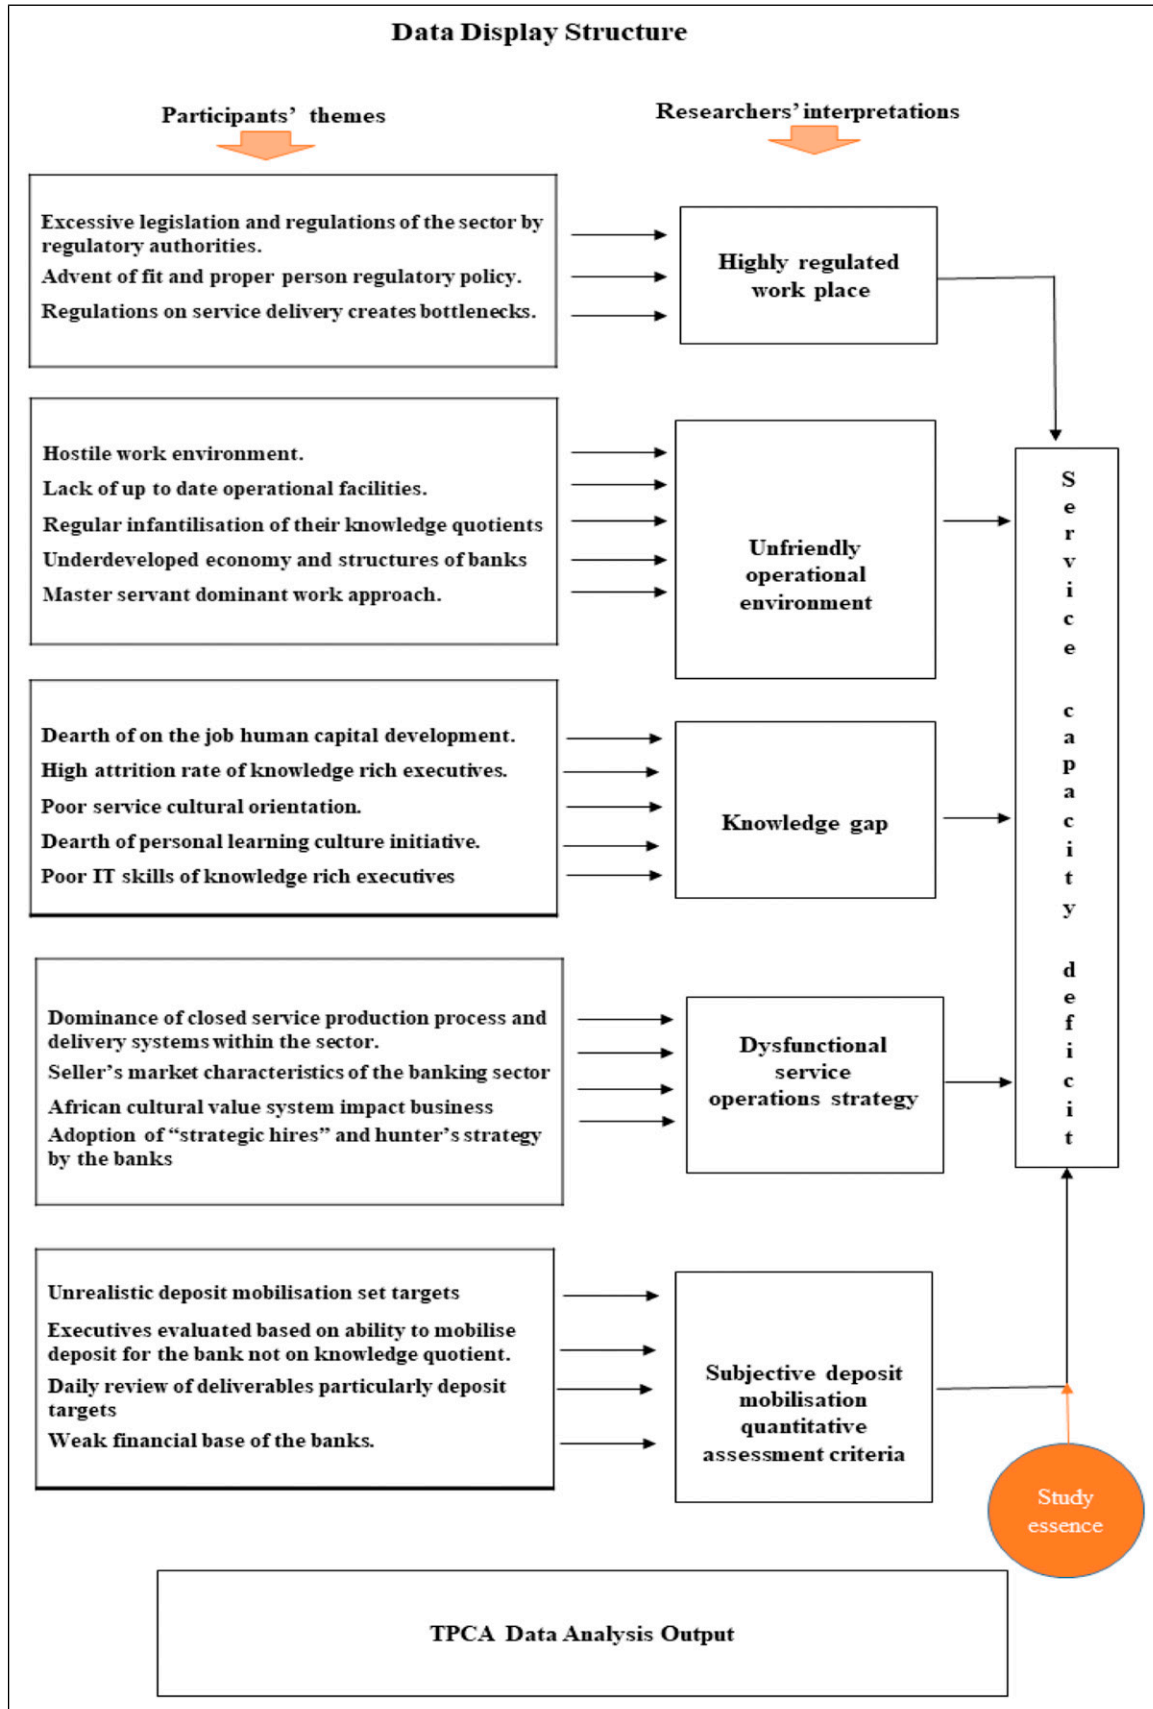 Data Display Structure
Participants’ themes
Researchers’ interpretations
Excessive legislation and regulations of the sector by
regulatory authorities.
Advent of fit and proper person regulatory policy.
Regulations on service delivery creates bottlenecks.
Highly regulated
work place
Hostile work environment.
Lack of up to date operational facilities.
Regular infantilisation of their knowledge quotients
Underdeveloped economy and structures of banks
Master servant dominant work approach.
Unfriendly
operational
environment
Dearth of on the job human capital development.
High attrition rate of knowledge rich executives.
Poor service cultural orientation.
Dearth of personal learning culture initiative.
Poor IT skills of knowledge rich executives
Knowledge gap
Dominance of closed service production process and
delivery systems within the sector.
Seller’s market characteristics of the banking sector
African cultural value system impact business
Adoption of “strategic hires” and hunter’s strategy
by the banks
Dysfunctional
service
operations strategy
Unrealistic deposit mobilisation set targets
Executives evaluated based on ability to mobilise
deposit for the bank not on knowledge quotient.
Daily review of deliverables particularly deposit
targets
Weak financial base of the banks.
Subjective deposit
mobilisation
quantitative
assessment criteria
Service capacity deficit
Study
essence
TPCA Data Analysis Output